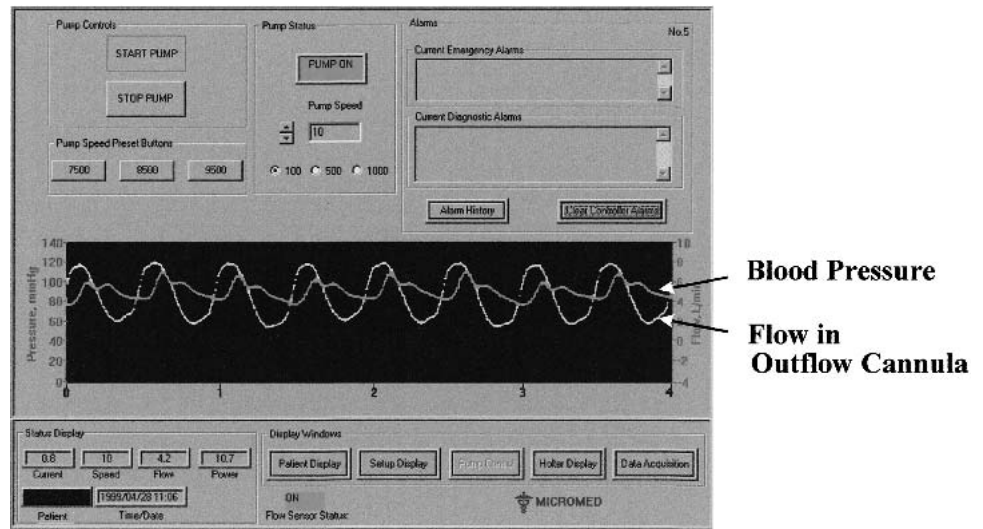 Pump Controls
START PUMP
STOP PUMP
Pump Speed Preset Buttons
7500 8500 9500
Pump Status
PUMP ON
Pump Speed
10
100 500 1000
Alarms
No.5
Current Emergency Alarms
Current Diagnostic Alarms
Alarm History Clear Controller Alarms
Pressure, mmHg
140
120
100
80
60
40
20
0
0 1 2 3 4
10
8
4
0
-2
-4
Flow, L/min
Blood Pressure
Flow in
Outflow Cannula
Status Display
0.8 10 4.2 10.7
Current Speed Flow Power
1999/04/28 11:06
Patient Time/Date
Display Windows
Patient Display Setup Display Holter Display Data Acquisition
ON
Flow Sensor Status:
MICROMED